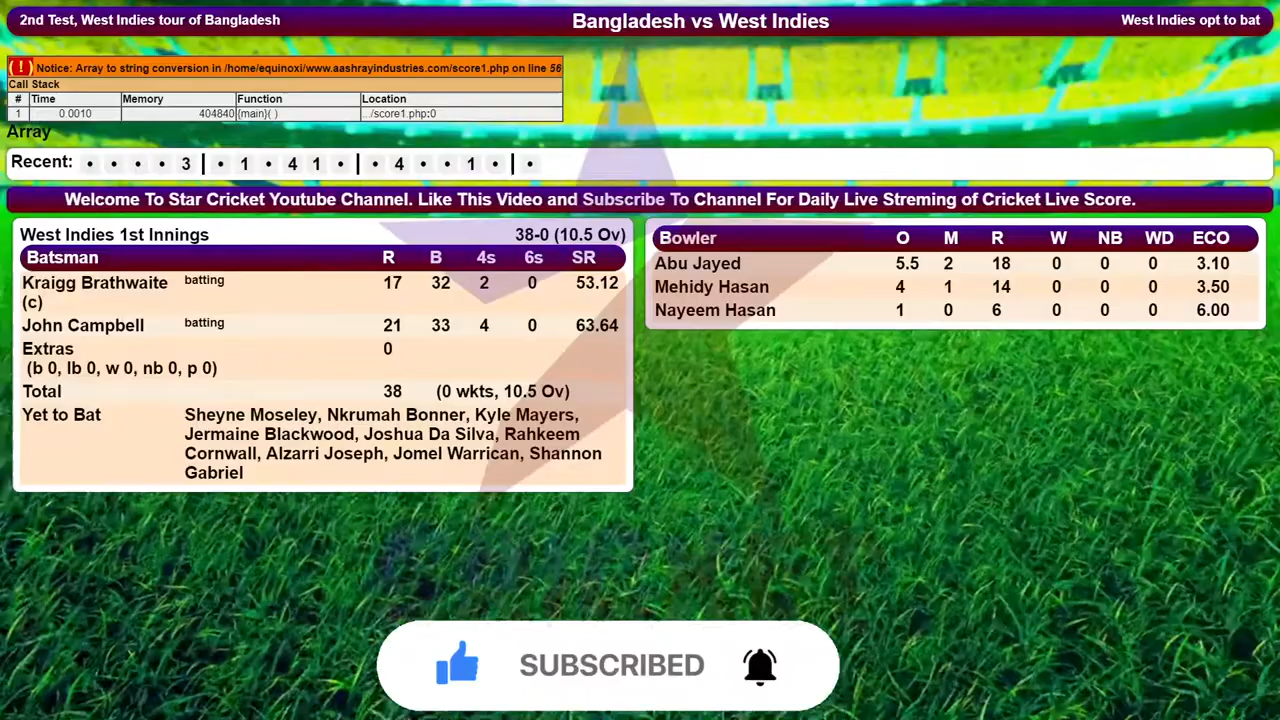 2nd Test, West Indies tour of Bangladesh Bangladesh vs West Indies West Indies opt to bat
( ! ) Notice: Array to string conversion in /home/equinoxi/www.aashrayindustries.com/score1.php on line 56
Call Stack
# Time Memory Function Location
1 0.0010 404840 {main}( ) .../score1.php:0
Array
Recent: • • • • 3 | • 1 • 4 1 • | • 4 • • 1 • | •
Welcome To Star Cricket Youtube Channel. Like This Video and Subscribe To Channel For Daily Live Streming of Cricket Live Score.
West Indies 1st Innings 38-0 (10.5 Ov)
Batsman R B 4s 6s SR
Kraigg Brathwaite batting 17 32 2 0 53.12
(c)
John Campbell batting 21 33 4 0 63.64
Extras 0
(b 0, lb 0, w 0, nb 0, p 0)
Total 38 (0 wkts, 10.5 Ov)
Yet to Bat Sheyne Moseley, Nkrumah Bonner, Kyle Mayers,
Jermaine Blackwood, Joshua Da Silva, Rahkeem
Cornwall, Alzarri Joseph, Jomel Warrican, Shannon
Gabriel
Bowler O M R W NB WD ECO
Abu Jayed 5.5 2 18 0 0 0 3.10
Mehidy Hasan 4 1 14 0 0 0 3.50
Nayeem Hasan 1 0 6 0 0 0 6.00
SUBSCRIBED